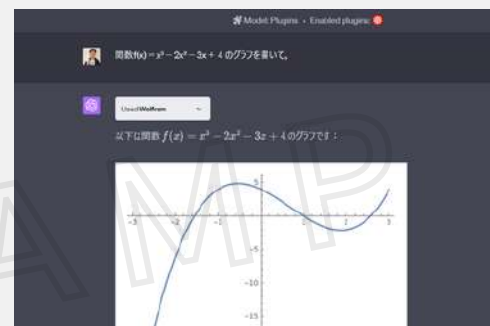 Model: Plugins • Enabled plugins:
関数f(x) = x³ − 2x² − 3x + 4 のグラフを書いて。
Used Wolfram
以下は関数 f(x) = x³ − 2x² − 3x + 4 のグラフです：
5
-3 -2 -1 1 2 3
-5
-10
-15
AMP